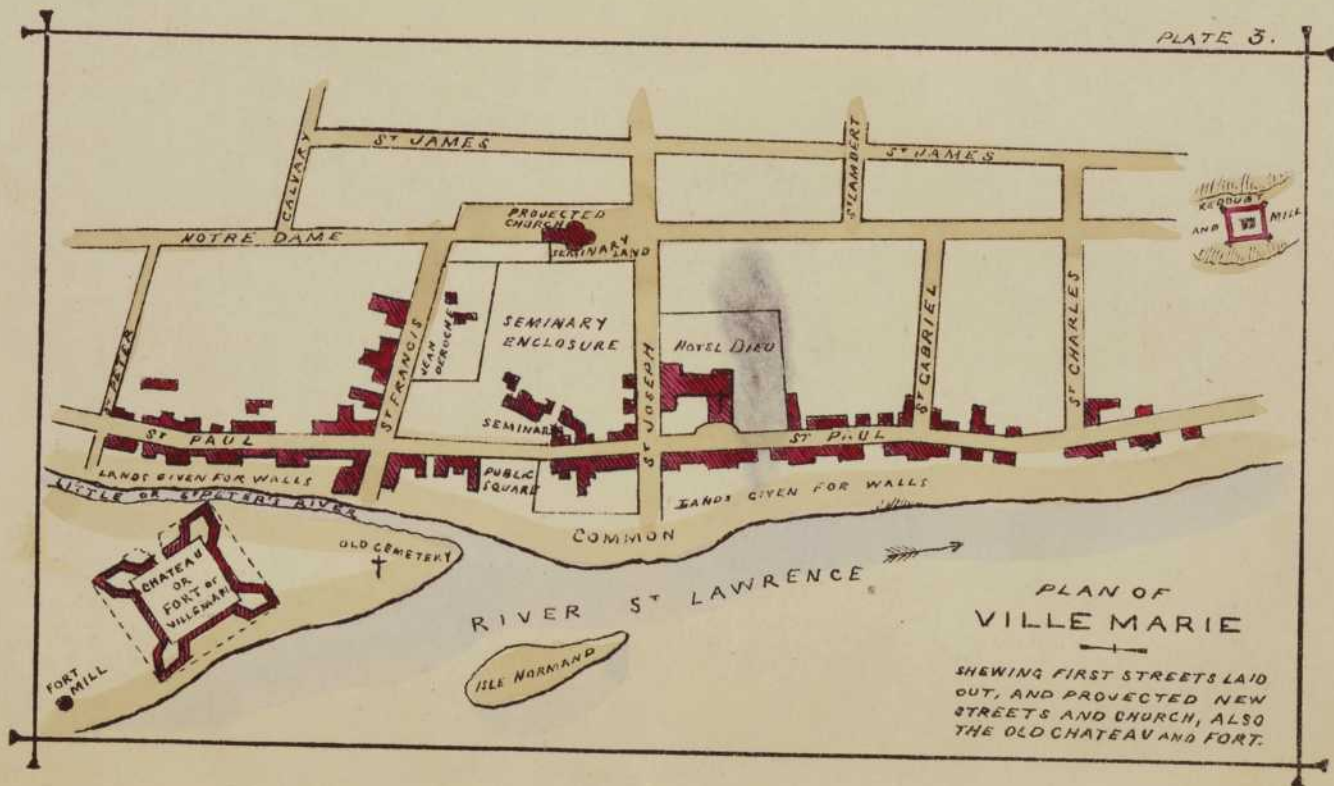 PLATE 3.
ST JAMES
ST JAMES
CALVARY
ST LAMBERT
REDOUBT
AND MILL
PROJECTED
CHURCH
SEMINARY
LAND
NOTRE DAME
PETER
ST FRANCIS
JEAN
DEROCHE
SEMINARY
ENCLOSURE
ST JOSEPH
HOTEL DIEU
ST GABRIEL
ST CHARLES
ST PAUL
SEMINARY
ST PAUL
LANDS GIVEN FOR WALLS
PUBLIC
SQUARE
LANDS GIVEN FOR WALLS
LITTLE OR ST PETER'S RIVER
COMMON
OLD CEMETERY
CHATEAU
OR
FORT OF
VILLEMAR
RIVER ST LAWRENCE
FORT
MILL
ISLE NORMAND
PLAN OF
VILLE MARIE
SHEWING FIRST STREETS LAID
OUT, AND PROJECTED NEW
STREETS AND CHURCH, ALSO
THE OLD CHATEAU AND FORT.